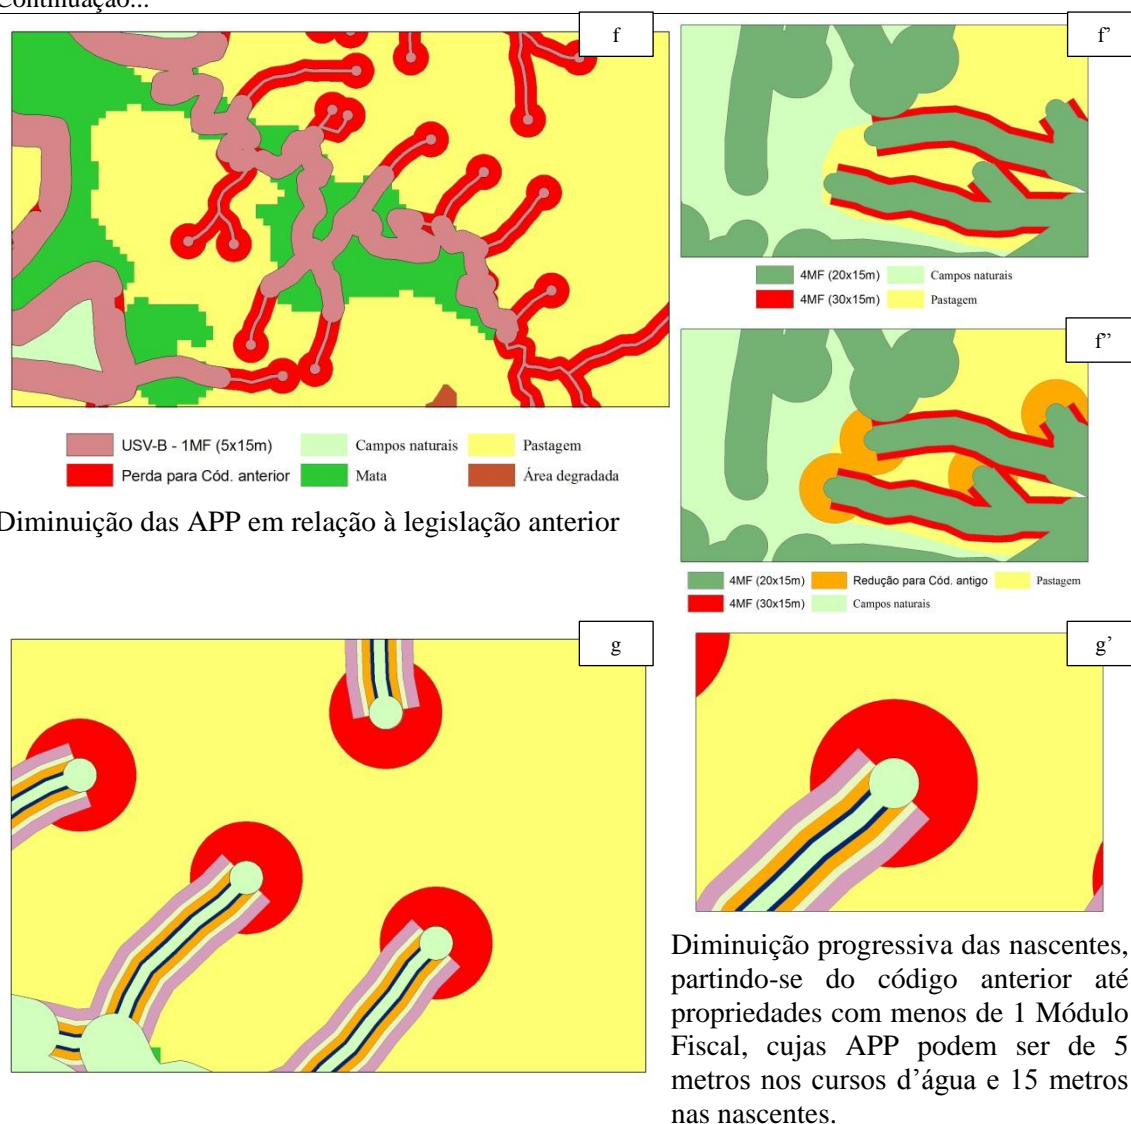 Continuação...
f
f’
4MF (20x15m) Campos naturais
4MF (30x15m) Pastagem
f’’
USV-B - 1MF (5x15m) Campos naturais Pastagem
Perda para Cód. anterior Mata Área degradada
Diminuição das APP em relação à legislação anterior
4MF (20x15m) Redução para Cód. antigo Pastagem
4MF (30x15m) Campos naturais
g
g’
Diminuição progressiva das nascentes,
partindo-se do código anterior até
propriedades com menos de 1 Módulo
Fiscal, cujas APP podem ser de 5
metros nos cursos d’água e 15 metros
nas nascentes.